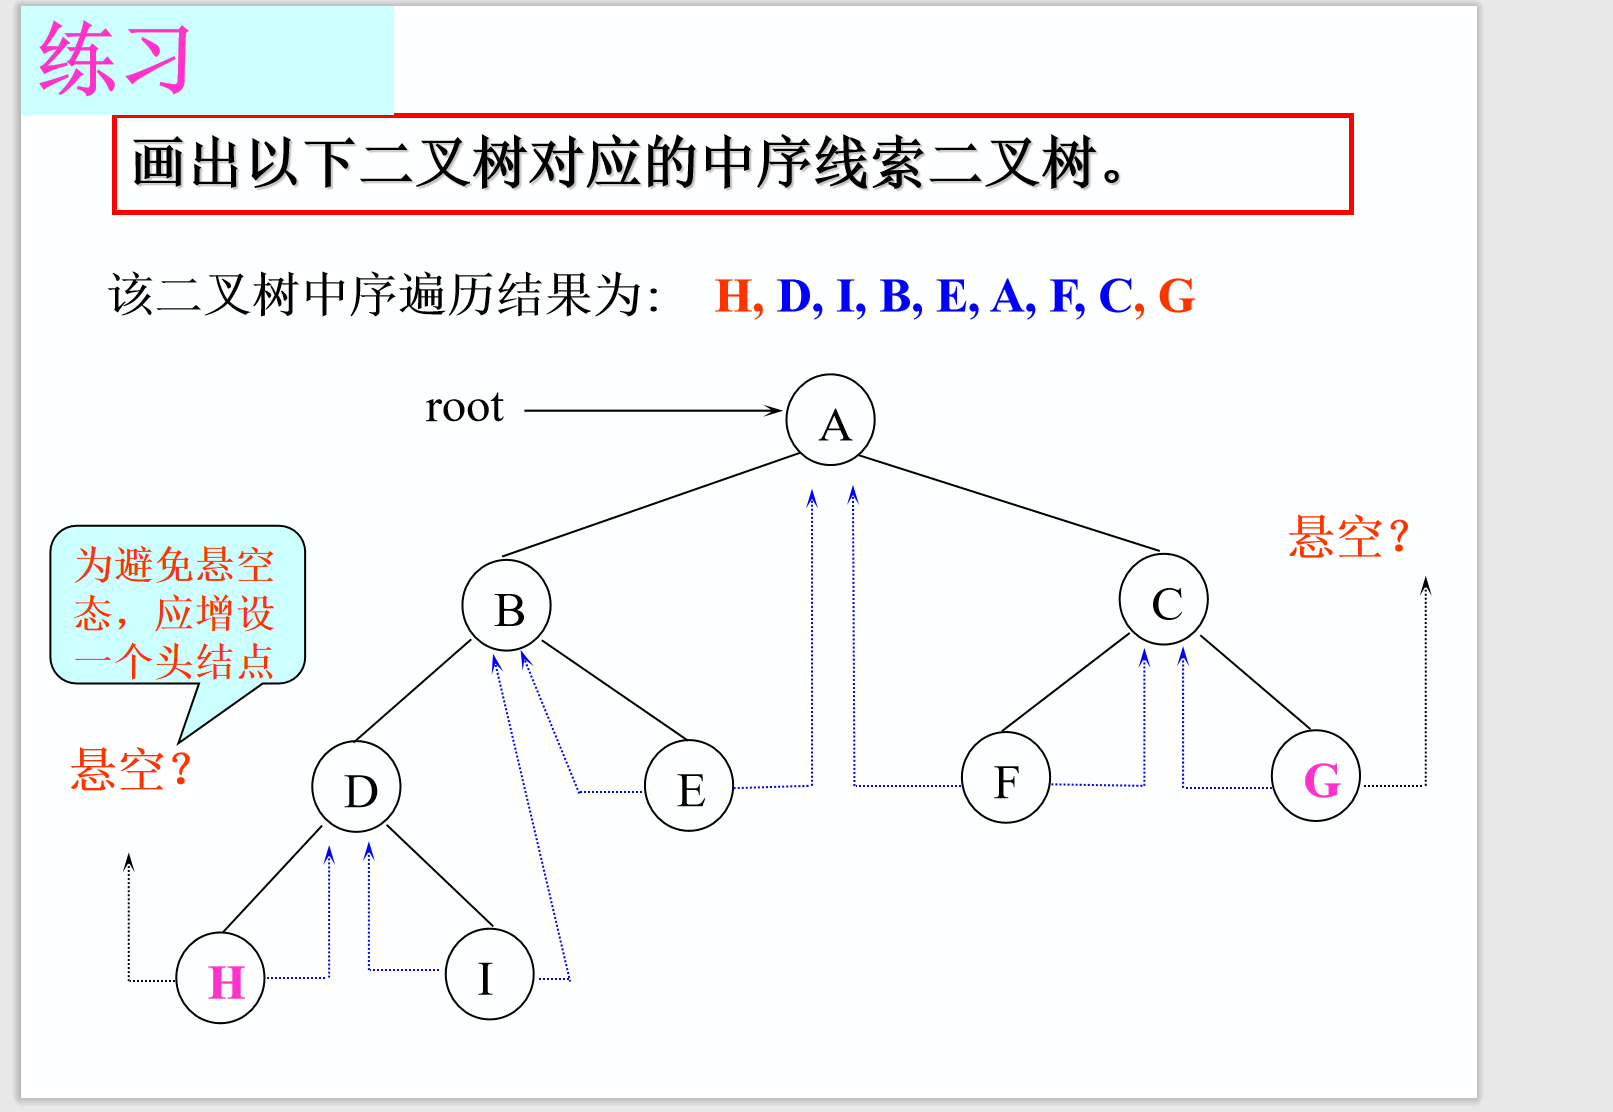 练习
画出以下二叉树对应的中序线索二叉树。
该二叉树中序遍历结果为: H, D, I, B, E, A, F, C, G
root
A
悬空?
为避免悬空
态，应增设
一个头结点
B
C
悬空?
D
E
F
G
H
I